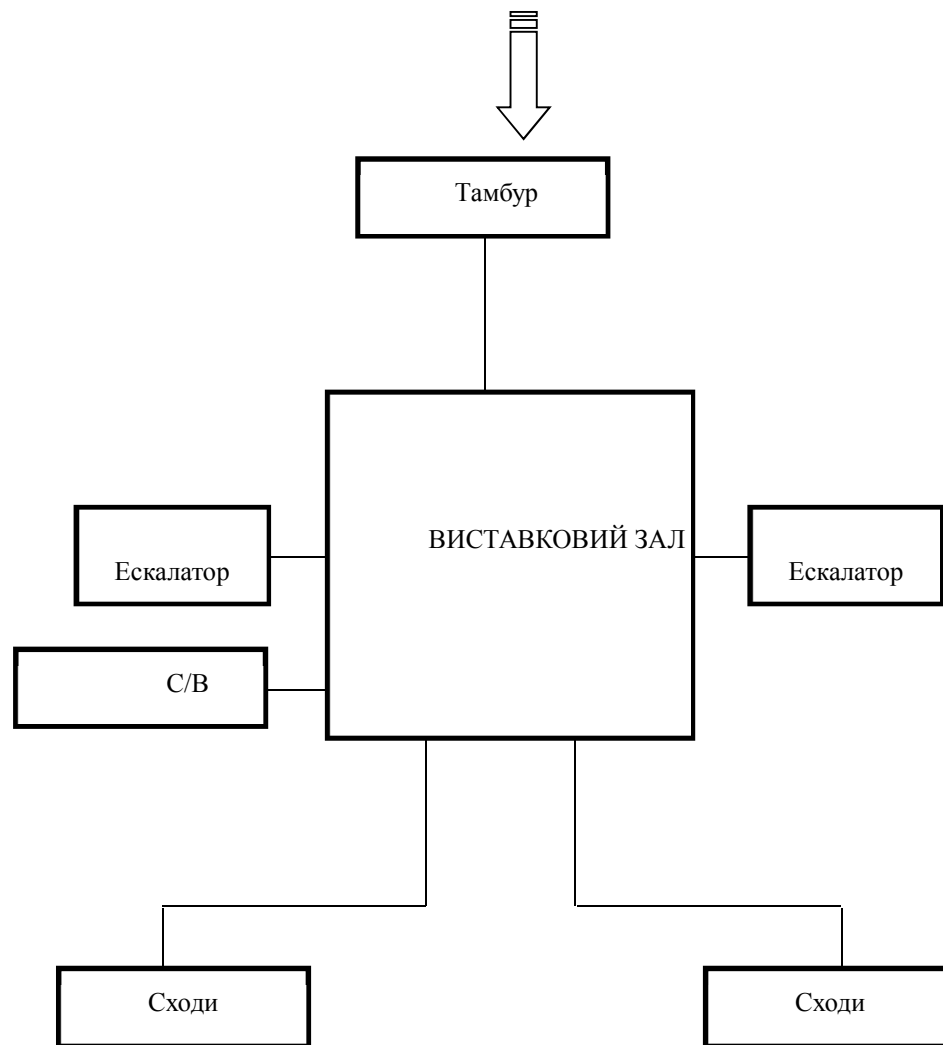 Тамбур
ВИСТАВКОВИЙ ЗАЛ
Ескалатор
Ескалатор
С/В
Сходи
Сходи